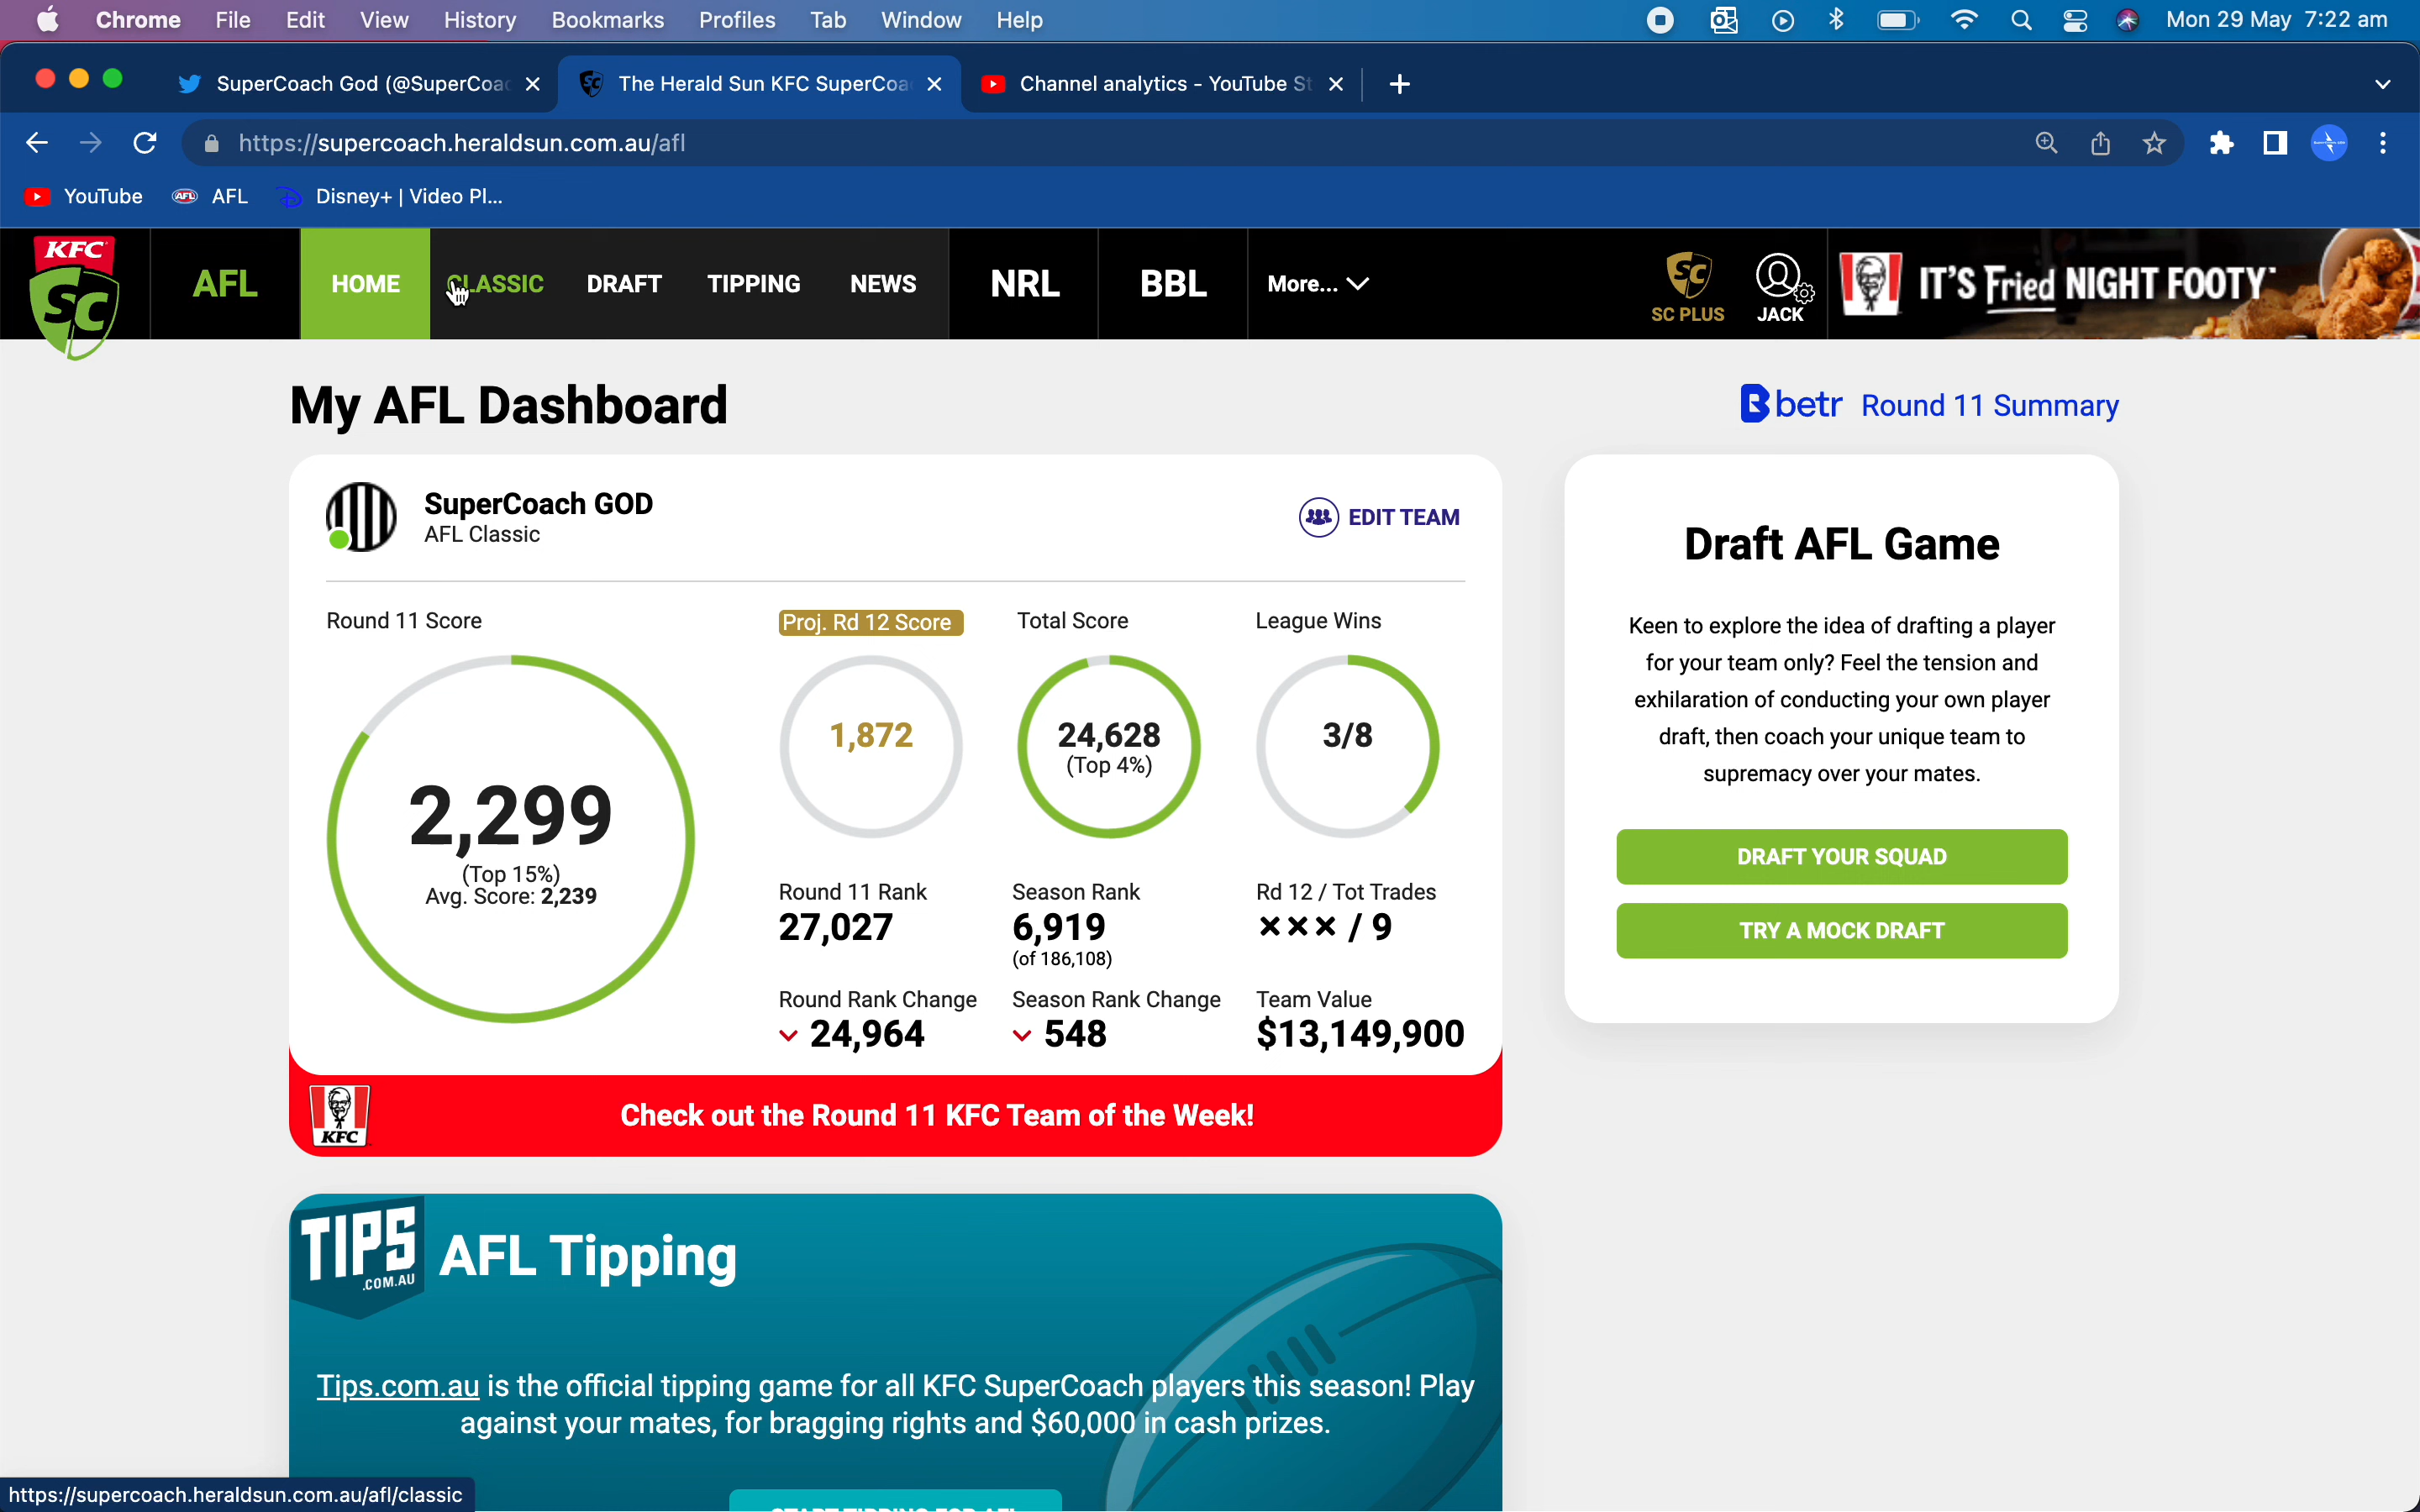 Chrome File Edit View History Bookmarks Profiles Tab Window Help Mon 29 May 7:22 am
SuperCoach God (@SuperCoac The Herald Sun KFC SuperCoa Channel analytics - YouTube St
https://supercoach.heraldsun.com.au/afl
YouTube AFL AFL Disney+ | Video Pl...
KFC SC AFL HOME CLASSIC DRAFT TIPPING NEWS NRL BBL More... SC SC PLUS JACK IT'S Fried NIGHT FOOTY™
My AFL Dashboard
betr Round 11 Summary
SuperCoach GOD
AFL Classic
EDIT TEAM
Round 11 Score
2,299
(Top 15%)
Avg. Score: 2,239
Proj. Rd 12 Score
1,872
Total Score
24,628
(Top 4%)
League Wins
3/8
Round 11 Rank
27,027
Season Rank
6,919
(of 186,108)
Rd 12 / Tot Trades
××× / 9
Round Rank Change
24,964
Season Rank Change
548
Team Value
$13,149,900
KFC
Check out the Round 11 KFC Team of the Week!
Draft AFL Game
Keen to explore the idea of drafting a player
for your team only? Feel the tension and
exhilaration of conducting your own player
draft, then coach your unique team to
supremacy over your mates.
DRAFT YOUR SQUAD
TRY A MOCK DRAFT
TIPS
.COM.AU
AFL Tipping
Tips.com.au is the official tipping game for all KFC SuperCoach players this season! Play
against your mates, for bragging rights and $60,000 in cash prizes.
START TIPPING FOR AFL
https://supercoach.heraldsun.com.au/afl/classic